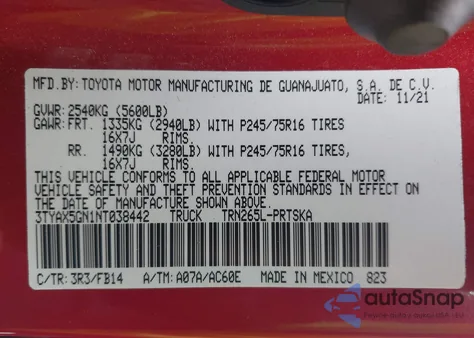 MFD.BY: TOYOTA MOTOR MANUFACTURING DE GUANAJUATO, S.A. DE C.V.
DATE: 11/21
GVWR: 2540KG (5600LB)
GAWR: FRT. 1335KG (2940LB) WITH P245/75R16 TIRES
16X7J RIMS.
RR. 1490KG (3280LB) WITH P245/75R16 TIRES,
16X7J RIMS.
THIS VEHICLE CONFORMS TO ALL APPLICABLE FEDERAL MOTOR
VEHICLE SAFETY AND THEFT PREVENTION STANDARDS IN EFFECT ON
THE DATE OF MANUFACTURE SHOWN ABOVE.
3TYAX5GN1NT038442 TRUCK TRN265L-PRTSKA
C/TR: 3R3/FB14 A/TM: A07A/AC60E MADE IN MEXICO 823
autoSnap